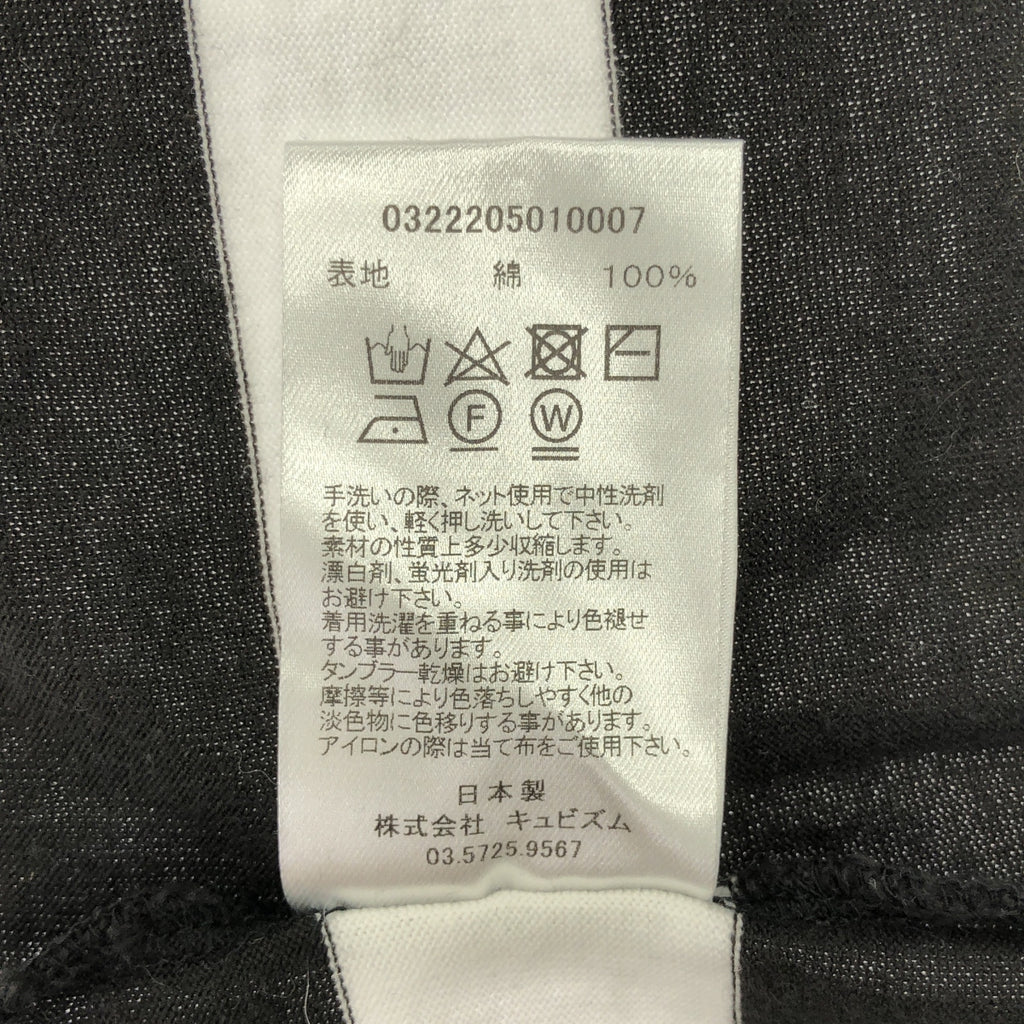 0322205010007
表地 綿 100%
F W
手洗いの際、ネット使用で中性洗剤
を使い、軽く押し洗いして下さい。
素材の性質上多少収縮します。
漂白剤、蛍光剤入り洗剤の使用は
お避け下さい。
着用洗濯を重ねる事により色褪せ
する事があります。
タンブラー乾燥はお避け下さい。
摩擦等により色落ちしやすく他の
淡色物に色移りする事があります。
アイロンの際は当て布をご使用下さい。
日本製
株式会社 キュビズム
03.5725.9567